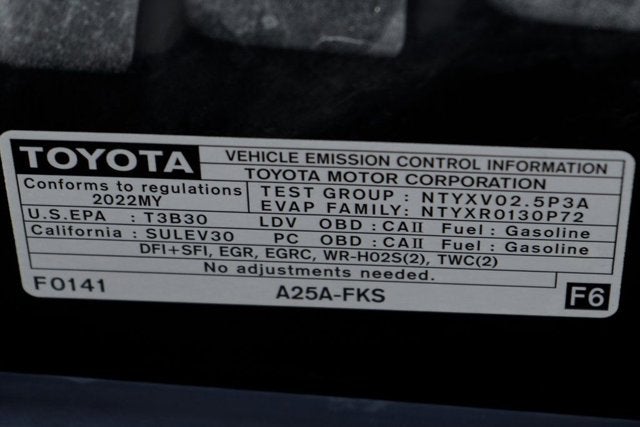 TOYOTA VEHICLE EMISSION CONTROL INFORMATION
TOYOTA MOTOR CORPORATION
Conforms to regulations
2022MY
TEST GROUP : NTYXV02.5P3A
EVAP FAMILY: NTYXR0130P72
U.S.EPA : T3B30 LDV OBD : CAII Fuel : Gasoline
California : SULEV30 PC OBD : CAII Fuel : Gasoline
DFI+SFI, EGR, EGRC, WR-HO2S(2), TWC(2)
No adjustments needed.
F0141 A25A-FKS F6